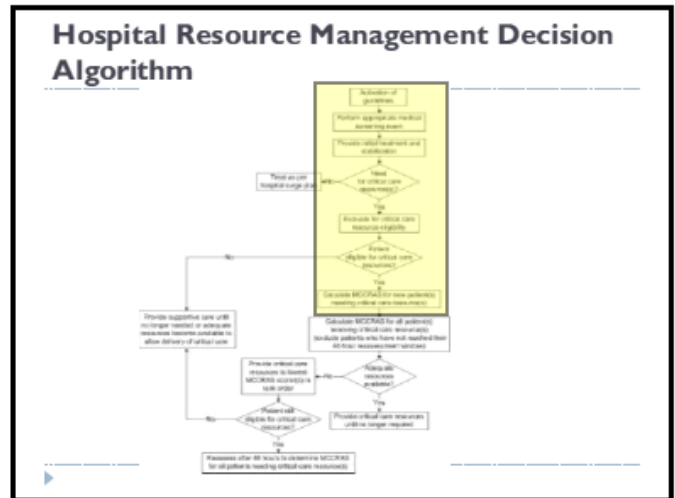 Hospital Resource Management Decision
Algorithm
Activation of
guidelines
Perform appropriate medical
screening exam
Provide initial treatment and
stabilization
Need
for critical care
resource(s)?
No
Treat as per
hospital surge plan
Yes
Evaluate for critical care
resource eligibility
Patient
eligible for critical care
resources?
No
Yes
Calculate MCCRAS for new patient(s)
needing critical care resource(s)
Provide supportive care until
no longer needed or adequate
resources become available to
allow delivery of critical care
Calculate MCCRAS for all patient(s)
receiving critical care resource(s)
(exclude patients who have not reached their
48-hour reassessment window)
Adequate
resources
available?
No
Provide critical care
resources to lowest
MCCRAS score(s) in
rank order
Yes
Provide critical care resources
until no longer required
Patient still
eligible for critical care
resources?
No
Yes
Reassess after 48 hours to determine MCCRAS
for all patients needing critical care resource(s)